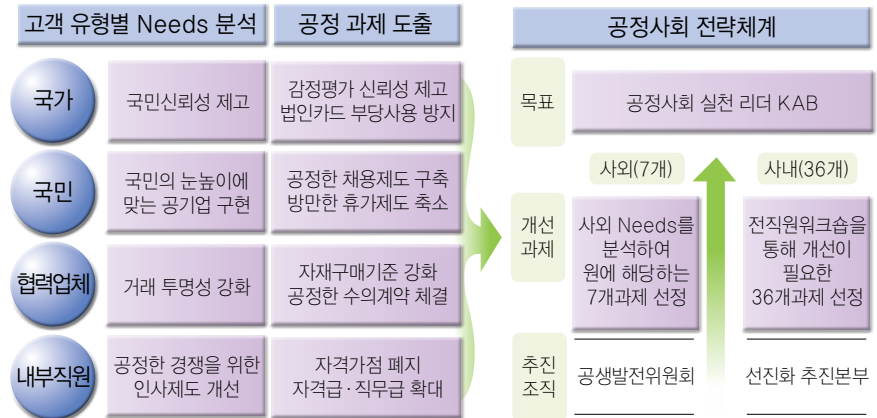 고객 유형별 Needs 분석
공정 과제 도출
국가
국민신뢰성 제고
감정평가 신뢰성 제고
법인카드 부당사용 방지
국민
국민의 눈높이에
맞는 공기업 구현
공정한 채용제도 구축
방만한 휴가제도 축소
협력업체
거래 투명성 강화
자재구매기준 강화
공정한 수의계약 체결
내부직원
공정한 경쟁을 위한
인사제도 개선
자격가점 폐지
자격급·직무급 확대
공정사회 전략체계
목표
공정사회 실천 리더 KAB
사외(7개)
사내(36개)
개선
과제
사외 Needs를
분석하여
원에 해당하는
7개과제 선정
전직원워크숍을
통해 개선이
필요한
36개과제 선정
추진
조직
공생발전위원회
선진화 추진본부